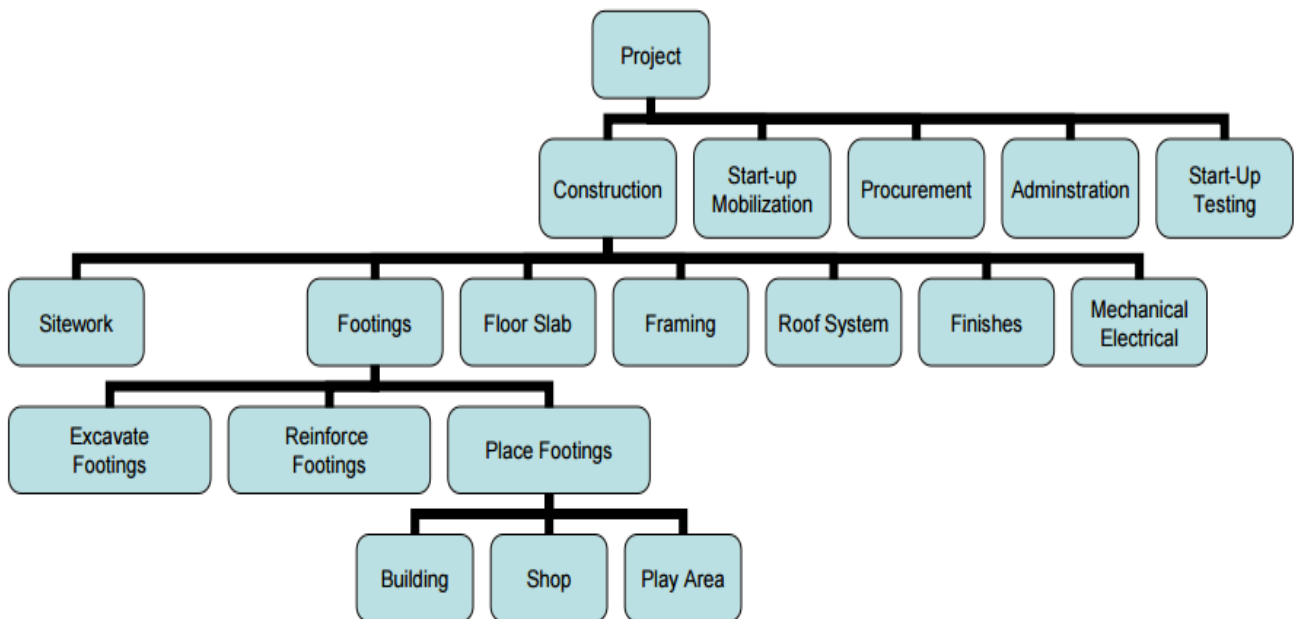 Project
Construction
Start-up
Mobilization
Procurement
Adminstration
Start-Up
Testing
Sitework
Footings
Floor Slab
Framing
Roof System
Finishes
Mechanical
Electrical
Excavate
Footings
Reinforce
Footings
Place Footings
Building
Shop
Play Area